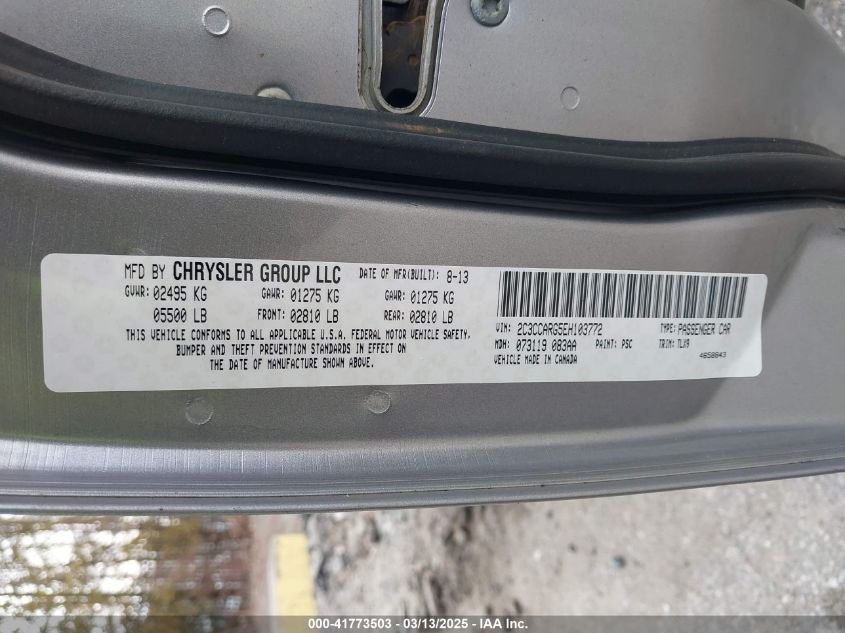 MFD BY CHRYSLER GROUP LLC DATE OF MFR(BUILT): 8-13
GVWR: 02495 KG GAWR: 01275 KG GAWR: 01275 KG
05500 LB FRONT: 02810 LB REAR: 02810 LB
THIS VEHICLE CONFORMS TO ALL APPLICABLE U.S.A. FEDERAL MOTOR VEHICLE SAFETY,
BUMPER AND THEFT PREVENTION STANDARDS IN EFFECT ON
THE DATE OF MANUFACTURE SHOWN ABOVE.
VIN: 2C3CCARG5EH103772 TYPE: PASSENGER CAR
MDH: 073119 083AA PAINT: PSC TRIM: TLX9
VEHICLE MADE IN CANADA 4658843
000-41773503 - 03/13/2025 - IAA Inc.